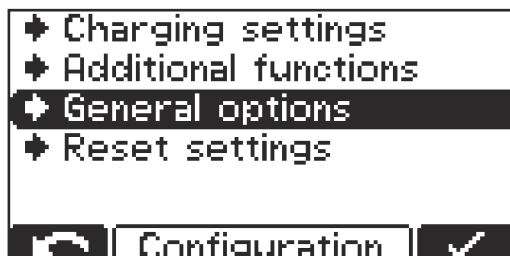 Charging settings
Additional functions
General options
Reset settings
Configuration